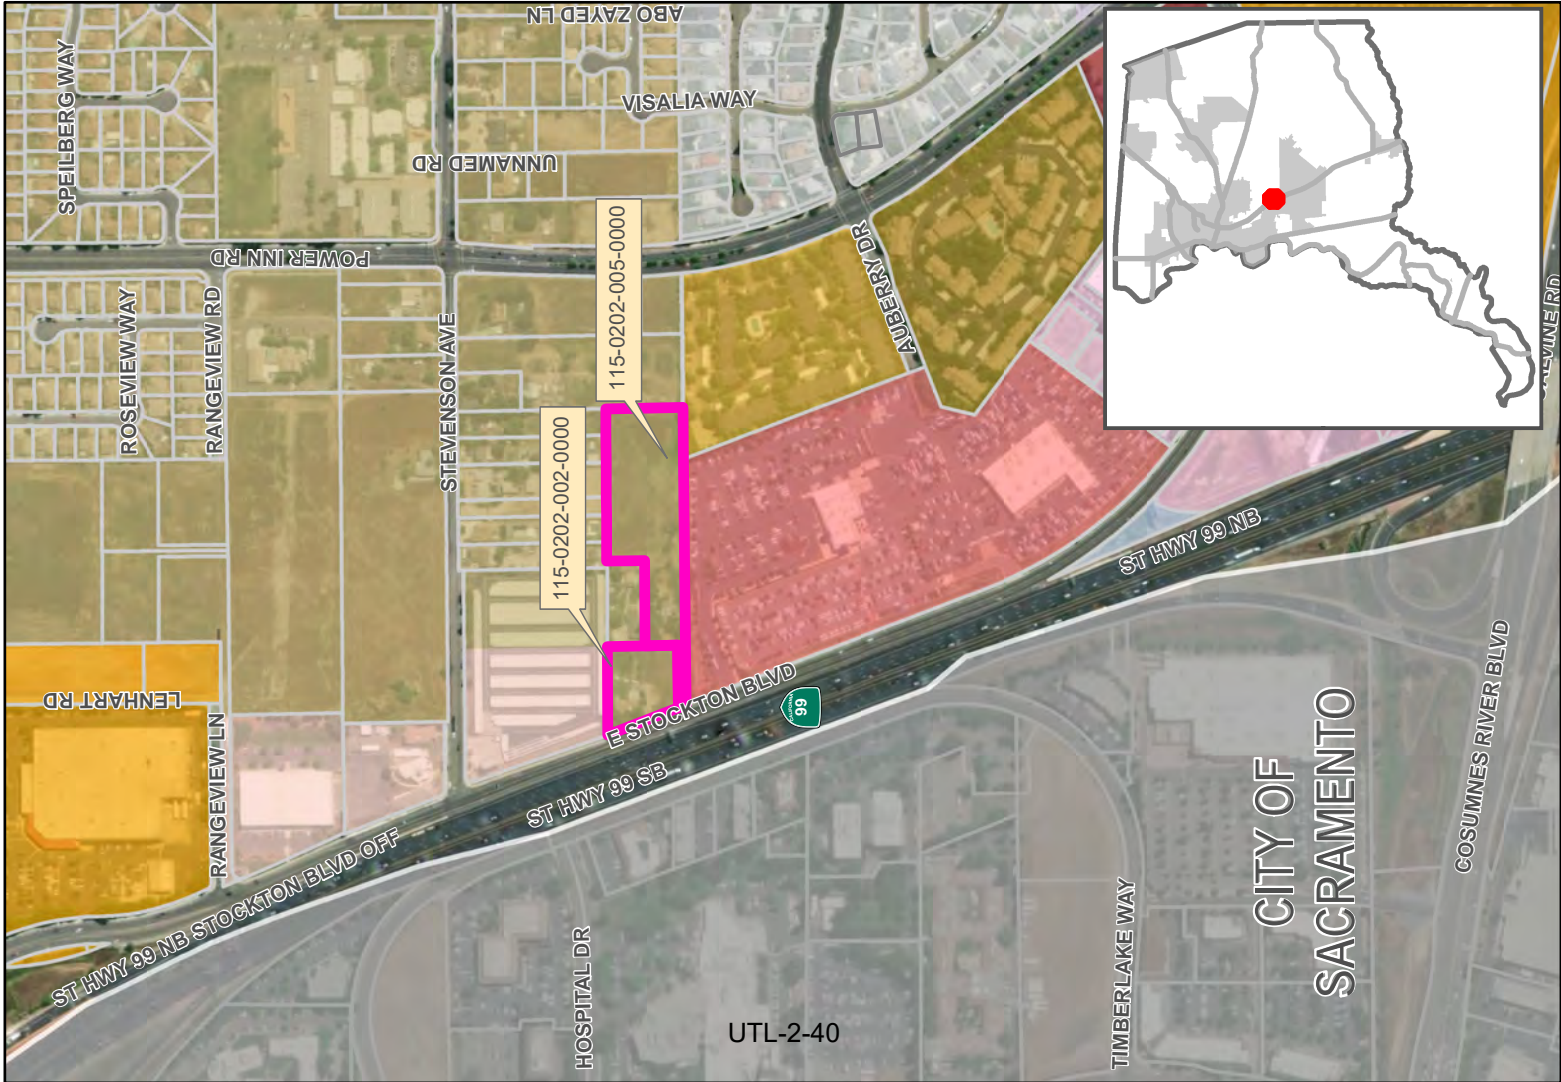 ABO ZAYED LN
SPEILBERG WAY
VISALIA WAY
UNNAMED RD
POWER INN RD
115-0202-005-0000
AUBERRY DR
ROSEVIEW WAY
RANGEVIEW RD
STEVENSON AVE
115-0202-002-0000
ST HWY 99 NB
LENHART RD
E STOCKTON BLVD
CALIFORNIA
99
RANGEVIEW LN
ST HWY 99 SB
COSUMNES RIVER BLVD
CITY OF
SACRAMENTO
ST HWY 99 NB STOCKTON BLVD OFF
HOSPITAL DR
TIMBERLAKE WAY
UTL-2-40